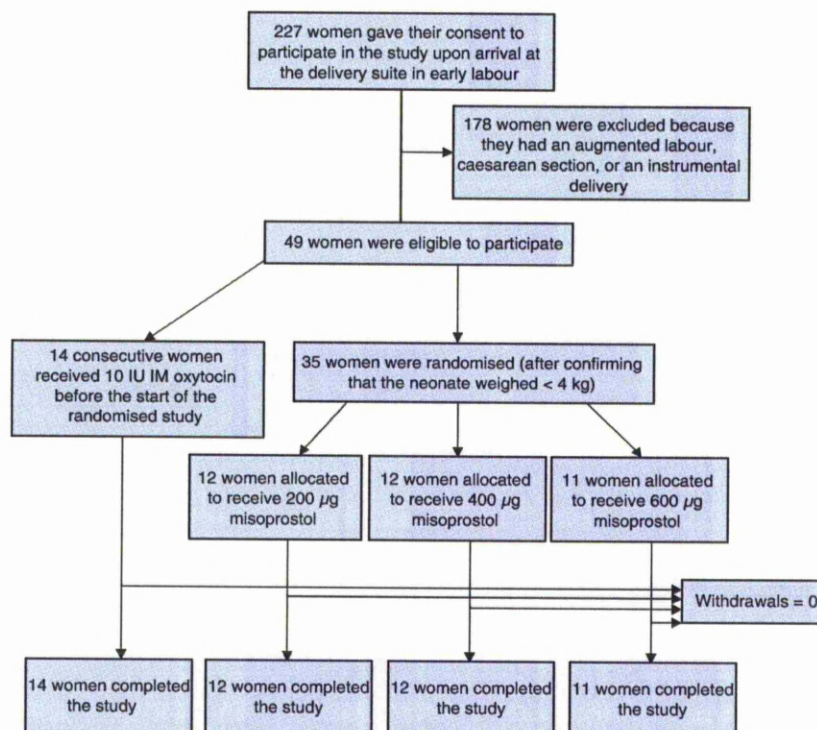 227 women gave their consent to
participate in the study upon arrival at
the delivery suite in early labour
178 women were excluded because
they had an augmented labour,
caesarean section, or an instrumental
delivery
49 women were eligible to participate
14 consecutive women
received 10 IU IM oxytocin
before the start of the
randomised study
35 women were randomised (after confirming
that the neonate weighed < 4 kg)
12 women allocated
to receive 200 µg
misoprostol
12 women allocated
to receive 400 µg
misoprostol
11 women allocated
to receive 600 µg
misoprostol
Withdrawals = 0
14 women completed
the study
12 women completed
the study
12 women completed
the study
11 women completed
the study